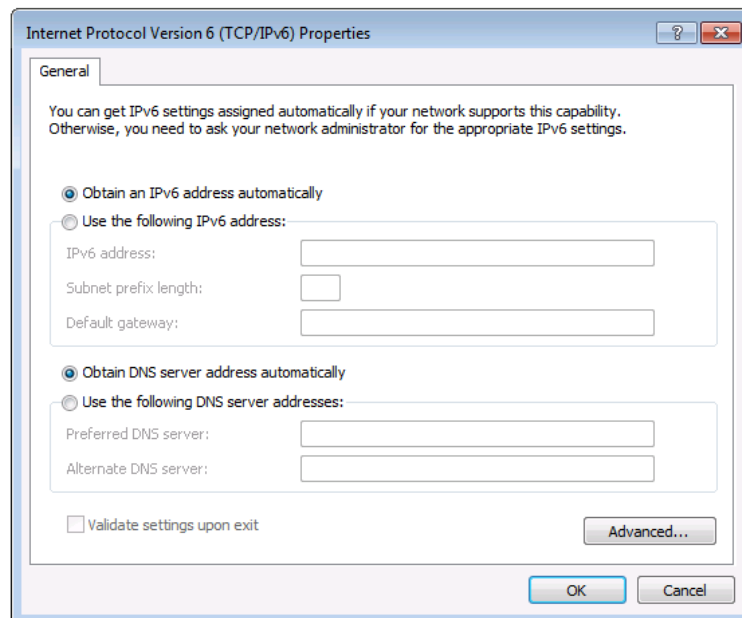 Internet Protocol Version 6 (TCP/IPv6) Properties
?
General
You can get IPv6 settings assigned automatically if your network supports this capability.
Otherwise, you need to ask your network administrator for the appropriate IPv6 settings.
Obtain an IPv6 address automatically
Use the following IPv6 address:
IPv6 address:
Subnet prefix length:
Default gateway:
Obtain DNS server address automatically
Use the following DNS server addresses:
Preferred DNS server:
Alternate DNS server:
Validate settings upon exit
Advanced...
OK
Cancel